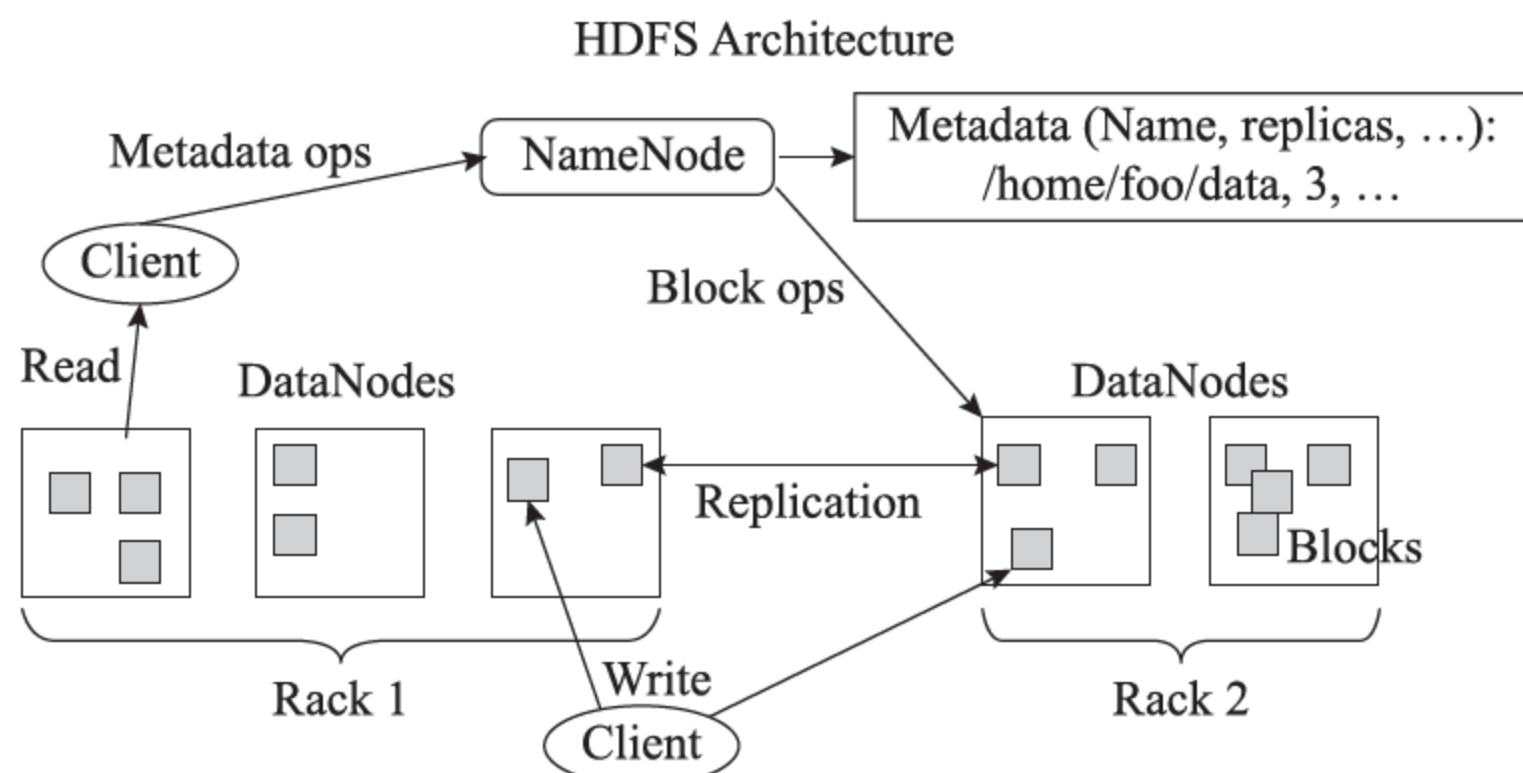 HDFS Architecture
Metadata ops
NameNode
Metadata (Name, replicas, …):
/home/foo/data, 3, …
Client
Block ops
Read
DataNodes
DataNodes
Replication
Blocks
Rack 1
Write
Rack 2
Client